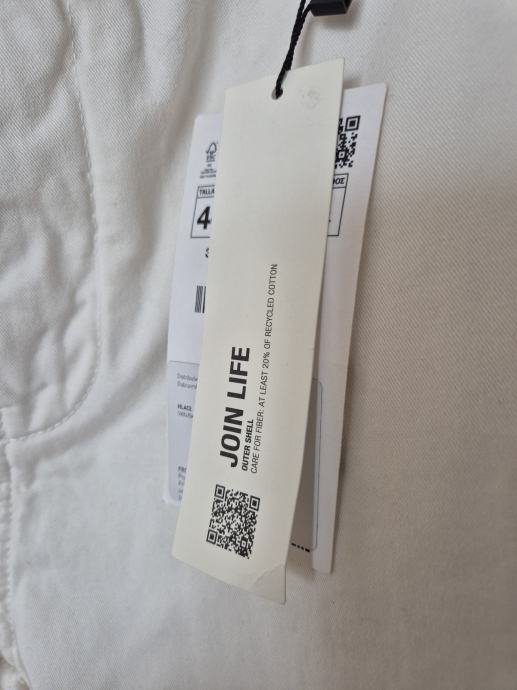 JOIN LIFE
OUTER SHELL
CARE FOR FIBER: AT LEAST 20% OF RECYCLED COTTON
TALLA
4